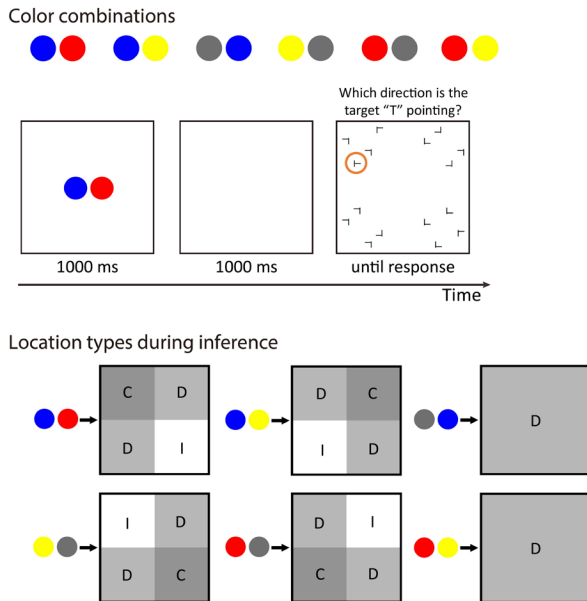 Color combinations
Which direction is the
target “T” pointing?
1000 ms
1000 ms
until response
Time
Location types during inference
C D
D I
D C
I D
D
I D
D C
D I
C D
D